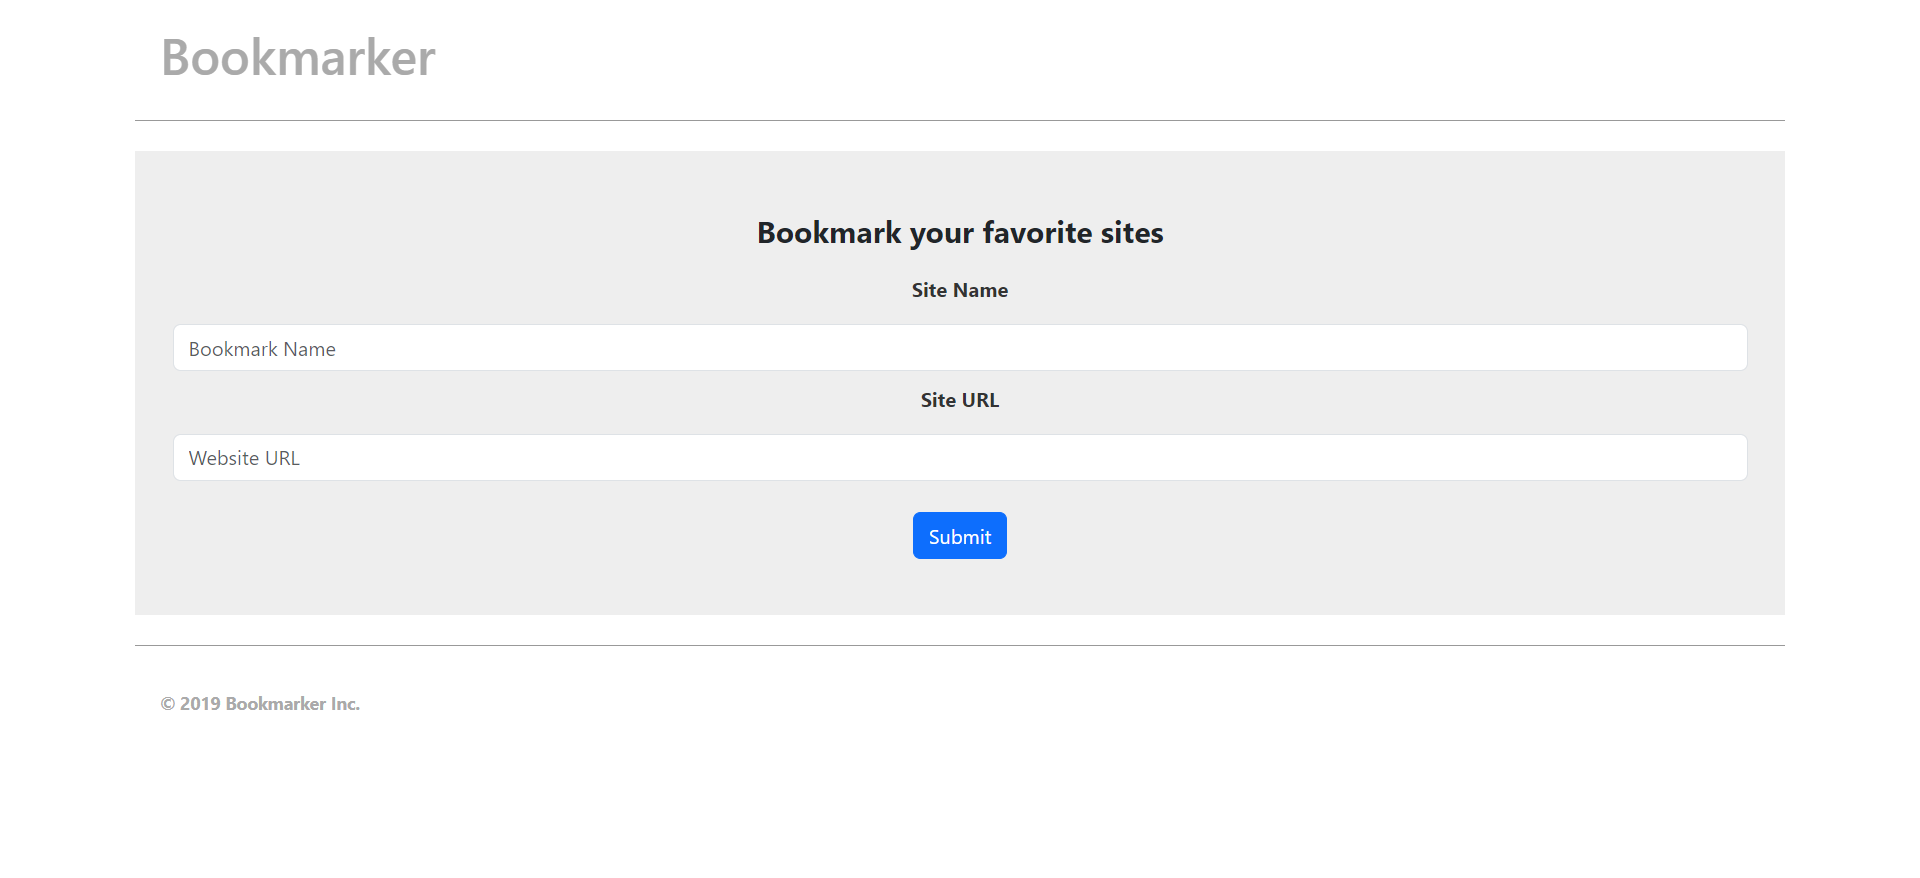 Bookmarker
Bookmark your favorite sites
Site Name
Bookmark Name
Site URL
Website URL
Submit
© 2019 Bookmarker Inc.